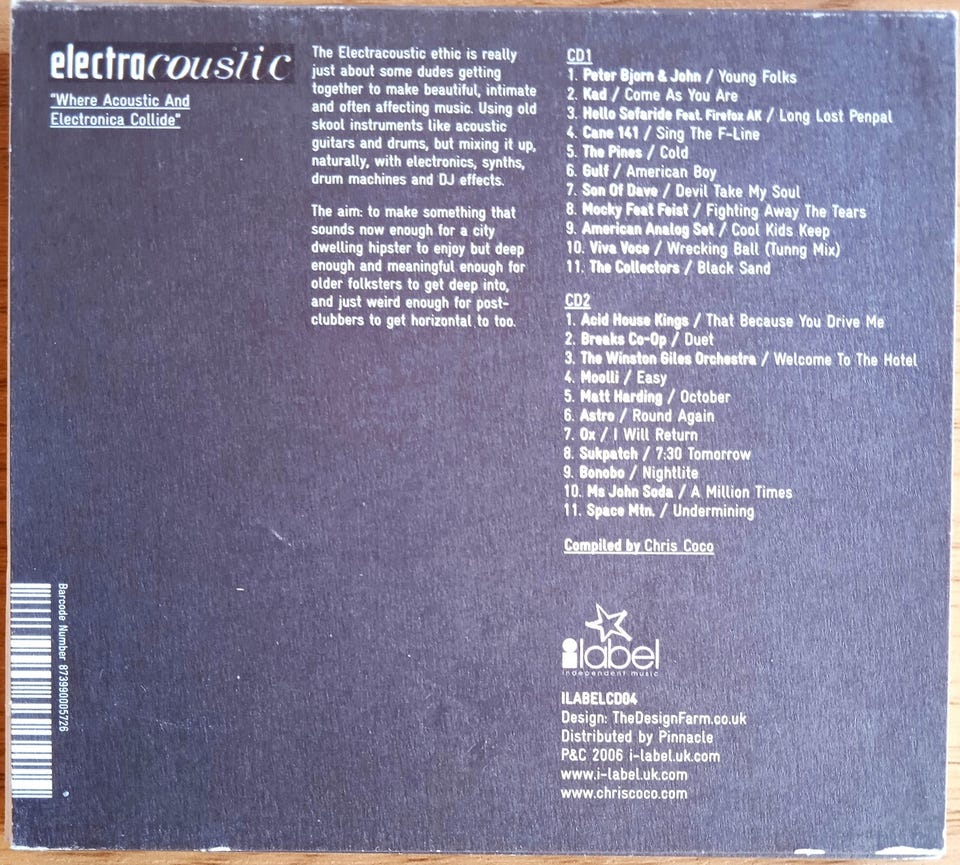 electracoustic
"Where Acoustic And
Electronica Collide"
The Electracoustic ethic is really
just about some dudes getting
together to make beautiful, intimate
and often affecting music. Using old
skool instruments like acoustic
guitars and drums, but mixing it up,
naturally, with electronics, synths,
drum machines and DJ effects.
The aim: to make something that
sounds now enough for a city
dwelling hipster to enjoy but deep
enough and meaningful enough for
older folksters to get deep into,
and just weird enough for post-
clubbers to get horizontal to too.
CD1
1. Peter Bjorn & John / Young Folks
2. Kad / Come As You Are
3. Hello Sefaride Feat. Firefox AK / Long Lost Penpal
4. Cane 141 / Sing The F-Line
5. The Pines / Cold
6. Gulf / American Boy
7. Son Of Dave / Devil Take My Soul
8. Mocky Feat Feist / Fighting Away The Tears
9. American Analog Set / Cool Kids Keep
10. Viva Voce / Wrecking Ball (Tunng Mix)
11. The Collectors / Black Sand
CD2
1. Acid House Kings / That Because You Drive Me
2. Breaks Co-Op / Duet
3. The Winston Giles Orchestra / Welcome To The Hotel
4. Moolli / Easy
5. Matt Harding / October
6. Astro / Round Again
7. Ox / I Will Return
8. Sukpatch / 7:30 Tomorrow
9. Bonobo / Nightlite
10. Ms John Soda / A Million Times
11. Space Mtn. / Undermining
Compiled by Chris Coco
ilabel
independent music
ILABELCD04
Design: TheDesignFarm.co.uk
Distributed by Pinnacle
P&C 2006 i-label.uk.com
www.i-label.uk.com
www.chriscoco.com
Barcode Number 873990005726